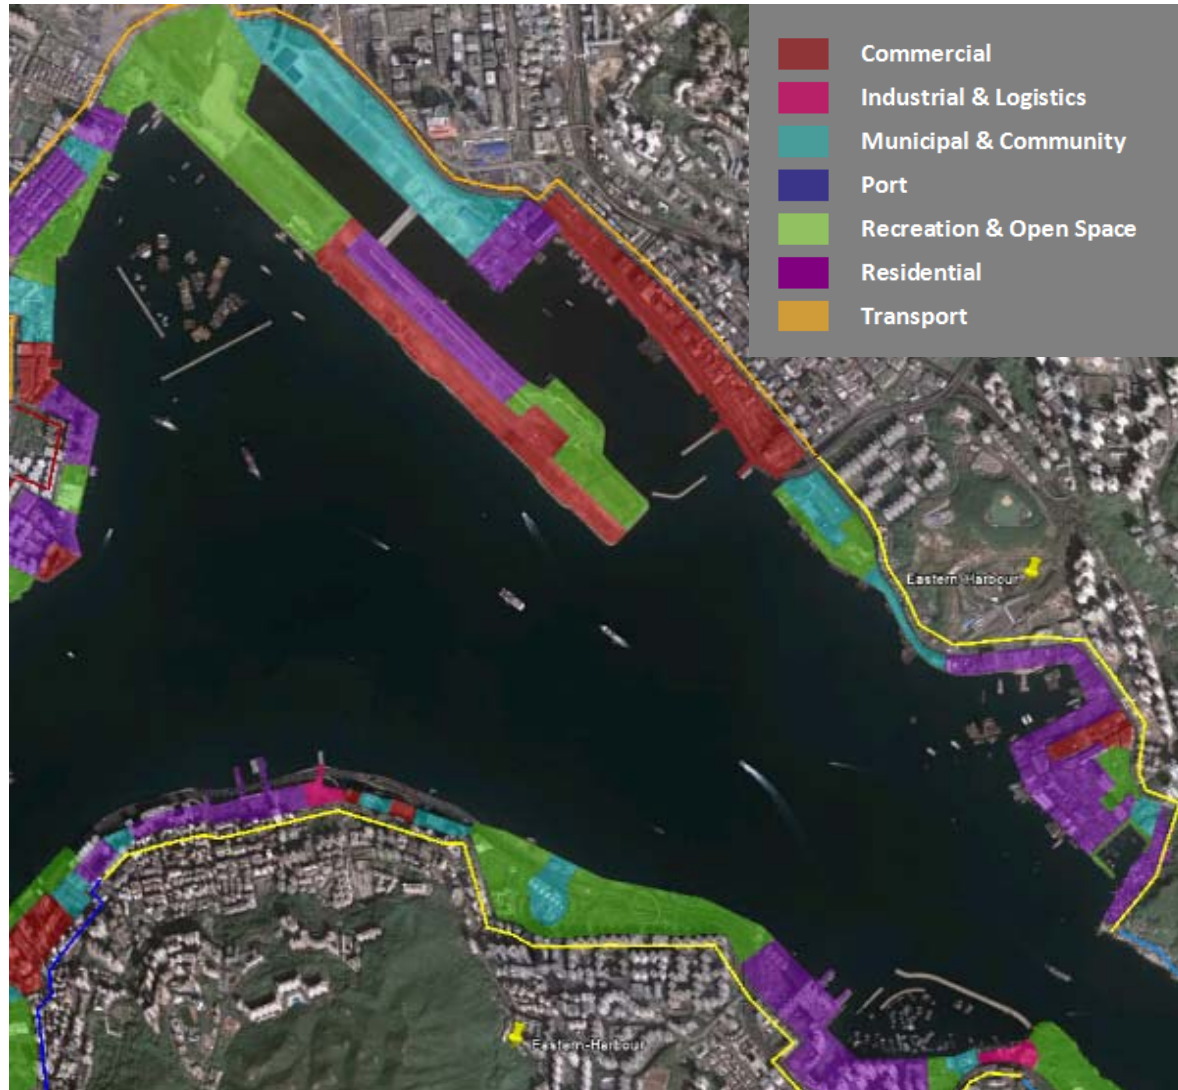 Commercial
Industrial & Logistics
Municipal & Community
Port
Recreation & Open Space
Residential
Transport
Eastern-Harbour
Eastern-Harbour